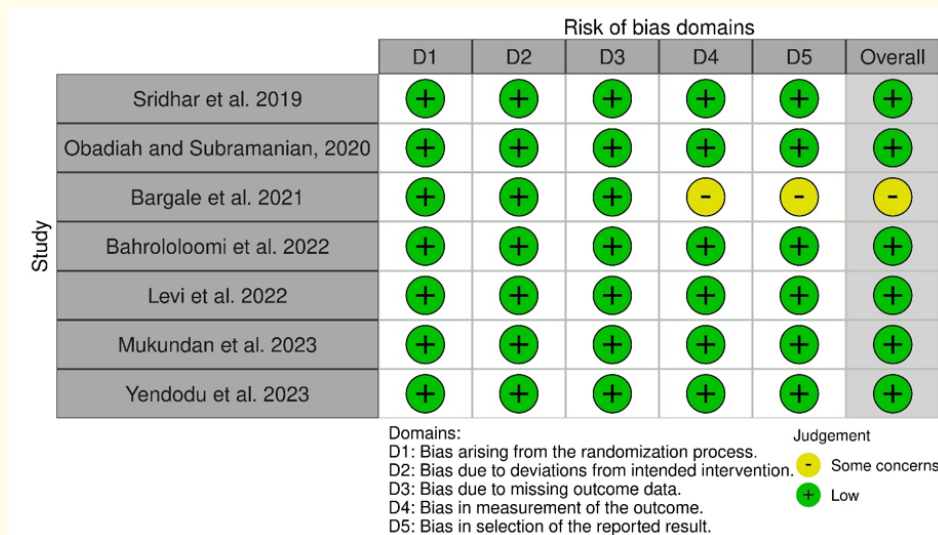 Risk of bias domains
D1 D2 D3 D4 D5 Overall
Study
Sridhar et al. 2019 + + + + + +
Obadiah and Subramanian, 2020 + + + + + +
Bargale et al. 2021 + + + - - -
Bahrololoomi et al. 2022 + + + + + +
Levi et al. 2022 + + + + + +
Mukundan et al. 2023 + + + + + +
Yendodu et al. 2023 + + + + + +
Domains:
D1: Bias arising from the randomization process.
D2: Bias due to deviations from intended intervention.
D3: Bias due to missing outcome data.
D4: Bias in measurement of the outcome.
D5: Bias in selection of the reported result.
Judgement
- Some concerns
+ Low